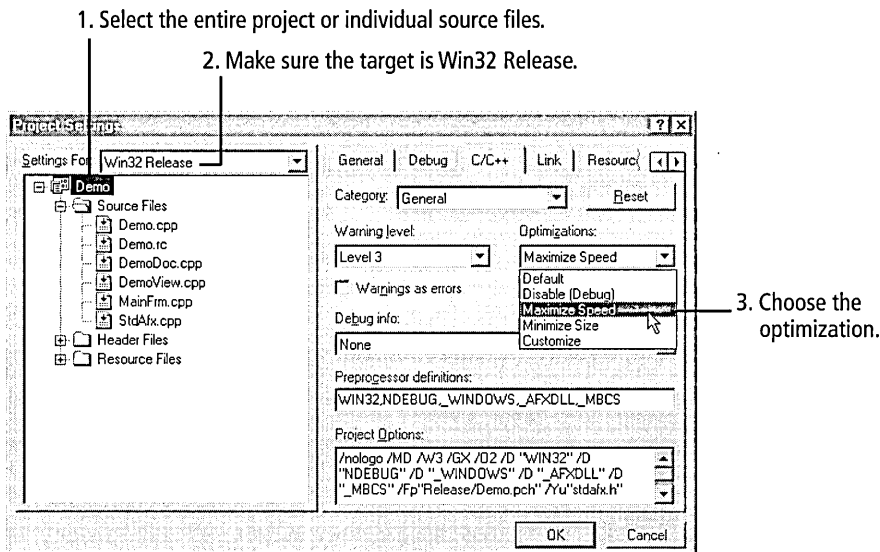 1. Select the entire project or individual source files.
2. Make sure the target is Win32 Release.
Project Settings
Settings For: Win32 Release
Demo
Source Files
Demo.cpp
Demo.rc
DemoDoc.cpp
DemoView.cpp
MainFrm.cpp
StdAfx.cpp
Header Files
Resource Files
General Debug C/C++ Link Resourc
Category: General Reset
Warning level: Optimizations:
Level 3 Maximize Speed
Warnings as errors
Default
Disable (Debug)
Maximize Speed
Minimize Size
Customize
3. Choose the
optimization.
Debug info:
None
Preprocessor definitions:
WIN32,NDEBUG,_WINDOWS,_AFXDLL,_MBCS
Project Options:
/nologo /MD /W3 /GX /O2 /D "WIN32" /D
"NDEBUG" /D "_WINDOWS" /D "_AFXDLL" /D
"_MBCS" /Fp"Release/Demo.pch" /Yu"stdafx.h"
OK Cancel